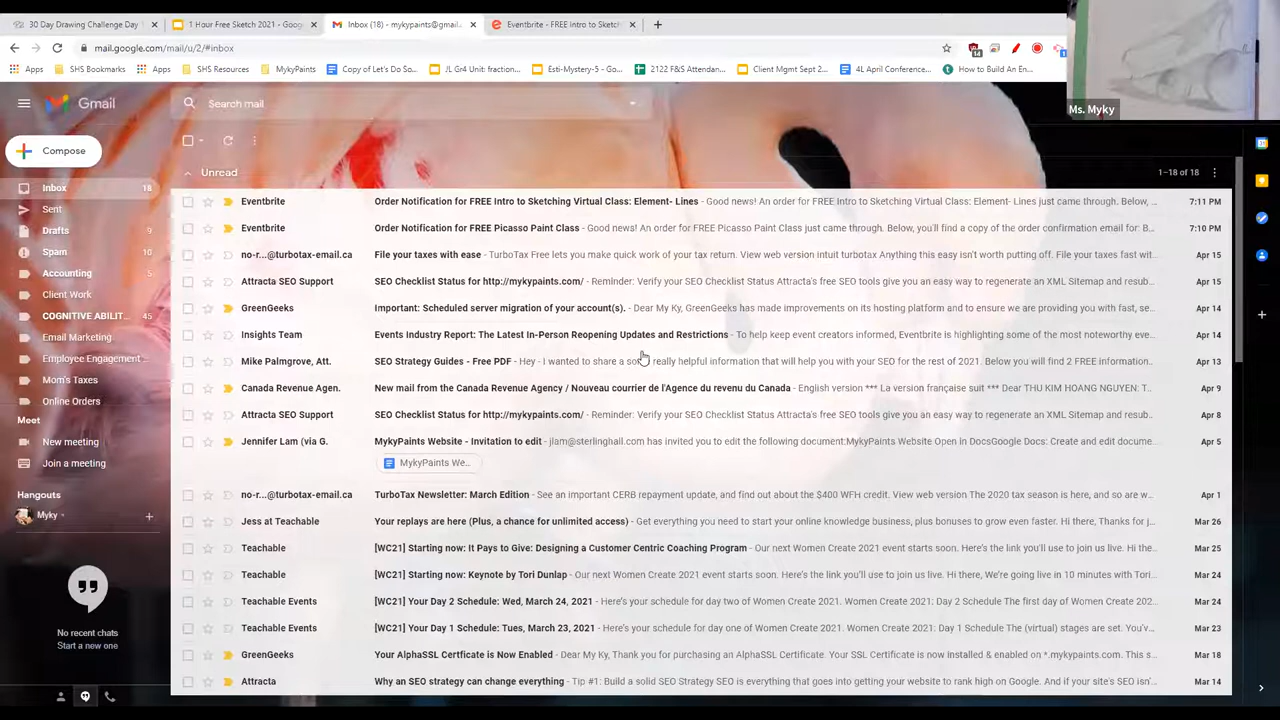 30 Day Drawing Challenge Day
1 Hour Free Sketch 2021 - Goog
Inbox (18) - mykypaints@gmail.
Eventbrite - FREE Intro to Sketch
mail.google.com/mail/u/2/#inbox
Apps
SHS Bookmarks
Apps
SHS Resources
MykyPaints
Copy of Let's Do So...
JL Gr4 Unit: fraction...
Esti-Mystery-5 - Go...
2122 F&S Attendan...
Client Mgmt Sept 2...
4L April Conference...
How to Build An En...
Ms. Myky
Gmail
Search mail
Compose
Inbox 18
Sent
Drafts 9
Spam 10
Accounting 5
Client Work
COGNITIVE ABILIT... 45
Email Marketing
Employee Engagement ...
Mom's Taxes
Online Orders
Meet
New meeting
Join a meeting
Hangouts
Myky
No recent chats
Start a new one
Unread 1–18 of 18
Eventbrite Order Notification for FREE Intro to Sketching Virtual Class: Element- Lines - Good news! An order for FREE Intro to Sketching Virtual Class: Element- Lines just came through. Below, ... 7:11 PM
Eventbrite Order Notification for FREE Picasso Paint Class - Good news! An order for FREE Picasso Paint Class just came through. Below, you'll find a copy of the order confirmation email for: B... 7:10 PM
no-r...@turbotax-email.ca File your taxes with ease - TurboTax Free lets you make quick work of your tax return. View web version intuit turbotax Anything this easy isn't worth putting off. File your taxes fast wit... Apr 15
Attracta SEO Support SEO Checklist Status for http://mykypaints.com/ - Reminder: Verify your SEO Checklist Status Attracta's free SEO tools give you an easy way to regenerate an XML Sitemap and resub... Apr 15
GreenGeeks Important: Scheduled server migration of your account(s). - Dear My Ky, GreenGeeks has made improvements on its hosting platform and to ensure we are providing you with fast, se... Apr 14
Insights Team Events Industry Report: The Latest In-Person Reopening Updates and Restrictions - To help keep event creators informed, Eventbrite is highlighting some of the most noteworthy even... Apr 14
Mike Palmgrove, Att. SEO Strategy Guides - Free PDF - Hey - I wanted to share a so really helpful information that will help you with your SEO for the rest of 2021. Below you will find 2 FREE information... Apr 13
Canada Revenue Agen. New mail from the Canada Revenue Agency / Nouveau courrier de l'Agence du revenu du Canada - English version *** La version française suit *** Dear THU KIM HOANG NGUYEN: T... Apr 9
Attracta SEO Support SEO Checklist Status for http://mykypaints.com/ - Reminder: Verify your SEO Checklist Status Attracta's free SEO tools give you an easy way to regenerate an XML Sitemap and resub... Apr 8
Jennifer Lam (via G. MykyPaints Website - Invitation to edit - jlam@sterlinghall.com has invited you to edit the following document:MykyPaints Website Open in DocsGoogle Docs: Create and edit docume... Apr 5
MykyPaints We...
no-r...@turbotax-email.ca TurboTax Newsletter: March Edition - See an important CERB repayment update, and find out about the $400 WFH credit. View web version The 2020 tax season is here, and so are w... Apr 1
Jess at Teachable Your replays are here (Plus, a chance for unlimited access) - Get everything you need to start your online knowledge business, plus bonuses to grow even faster. Hi there, Thanks for j... Mar 26
Teachable [WC21] Starting now: It Pays to Give: Designing a Customer Centric Coaching Program - Our next Women Create 2021 event starts soon. Here's the link you'll use to join us live. Hi the... Mar 25
Teachable [WC21] Starting now: Keynote by Tori Dunlap - Our next Women Create 2021 event starts soon. Here's the link you'll use to join us live. Hi there, We're going live in 10 minutes with Tori... Mar 24
Teachable Events [WC21] Your Day 2 Schedule: Wed, March 24, 2021 - Here's your schedule for day two of Women Create 2021. Women Create 2021: Day 2 Schedule The first day of Women Create 202... Mar 24
Teachable Events [WC21] Your Day 1 Schedule: Tues, March 23, 2021 - Here's your schedule for day one of Women Create 2021. Women Create 2021: Day 1 Schedule The (virtual) stages are set. You'v... Mar 23
GreenGeeks Your AlphaSSL Certficate is Now Enabled - Dear My Ky, Thank you for purchasing an AlphaSSL Certificate. Your SSL Certficate is now installed & enabled on *.mykypaints.com. This s... Mar 18
Attracta Why an SEO strategy can change everything - Tip #1: Build a solid SEO Strategy SEO is everything that goes into getting your website to rank high on Google. And if your site's SEO isn'... Mar 14